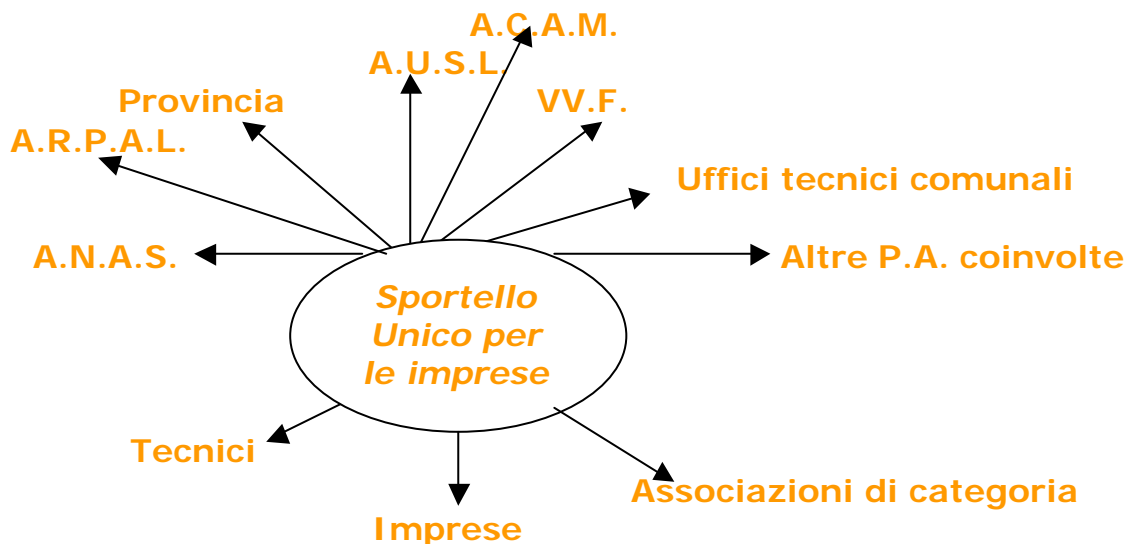 A.C.A.M.
A.U.S.L.
Provincia
VV.F.
A.R.P.A.L.
Uffici tecnici comunali
A.N.A.S.
Altre P.A. coinvolte
Sportello
Unico per
le imprese
Tecnici
Associazioni di categoria
Imprese